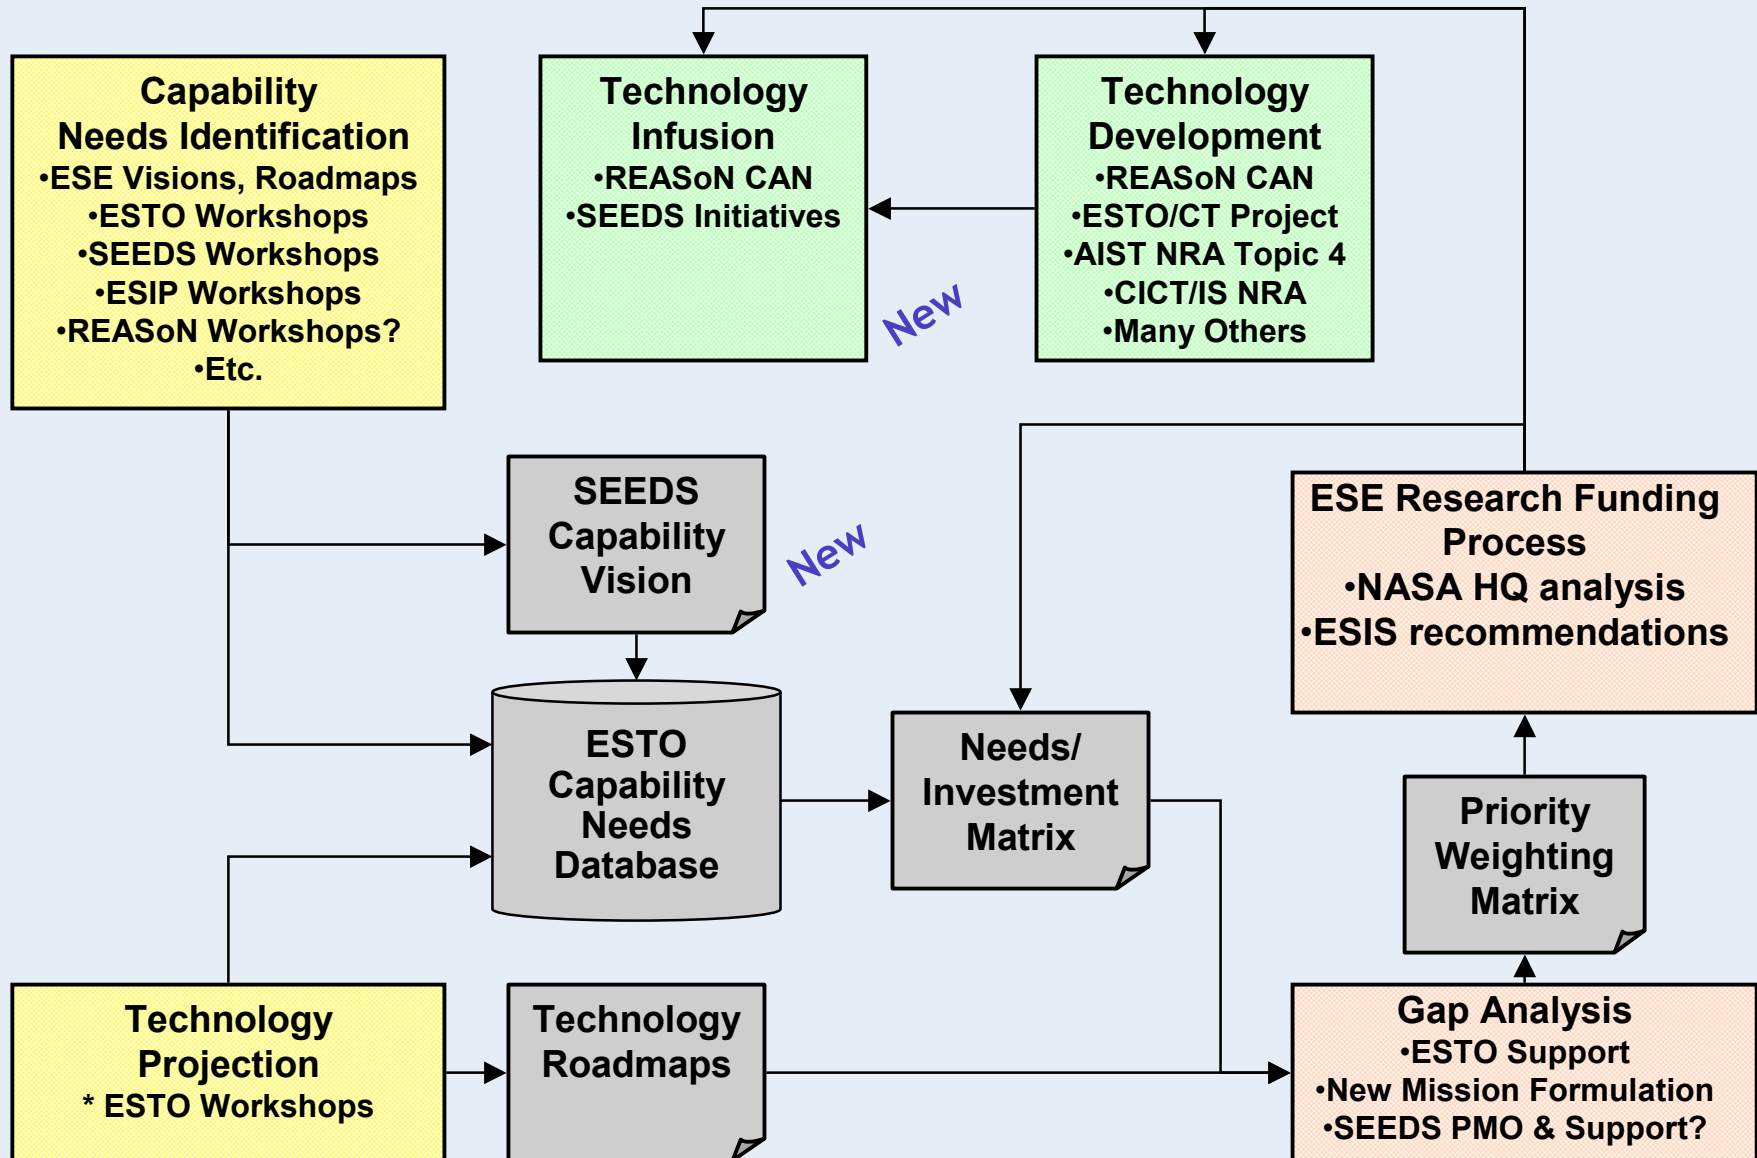 Capability
Needs Identification
•ESE Visions, Roadmaps
•ESTO Workshops
•SEEDS Workshops
•ESIP Workshops
•REASoN Workshops?
•Etc.
Technology
Infusion
•REASoN CAN
•SEEDS Initiatives
New
Technology
Development
•REASoN CAN
•ESTO/CT Project
•AIST NRA Topic 4
•CICT/IS NRA
•Many Others
SEEDS
Capability
Vision
New
ESE Research Funding
Process
•NASA HQ analysis
•ESIS recommendations
ESTO
Capability
Needs
Database
Needs/
Investment
Matrix
Priority
Weighting
Matrix
Technology
Projection
* ESTO Workshops
Technology
Roadmaps
Gap Analysis
•ESTO Support
•New Mission Formulation
•SEEDS PMO & Support?